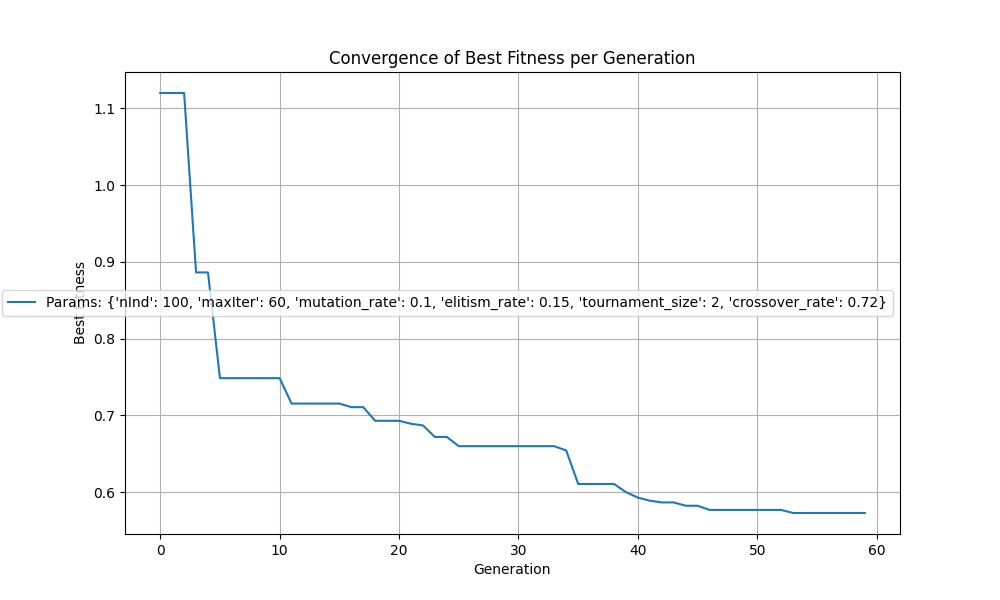 Convergence of Best Fitness per Generation
1.1
1.0
0.9
0.8
0.7
0.6
Best
ness
Params: {'nInd': 100, 'maxIter': 60, 'mutation_rate': 0.1, 'elitism_rate': 0.15, 'tournament_size': 2, 'crossover_rate': 0.72}
0 10 20 30 40 50 60
Generation